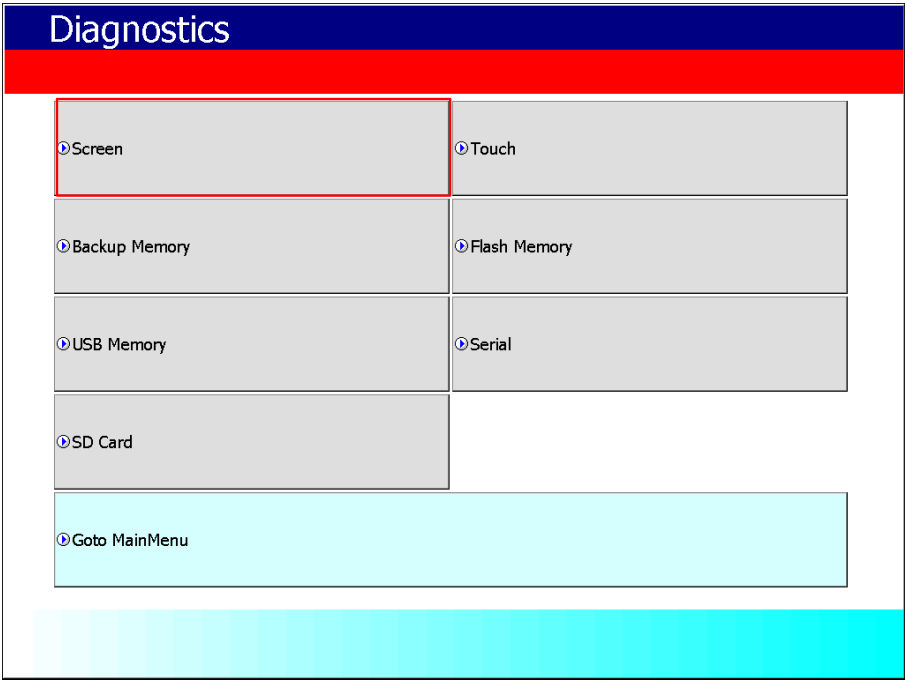 Diagnostics
Screen
Touch
Backup Memory
Flash Memory
USB Memory
Serial
SD Card
Goto MainMenu